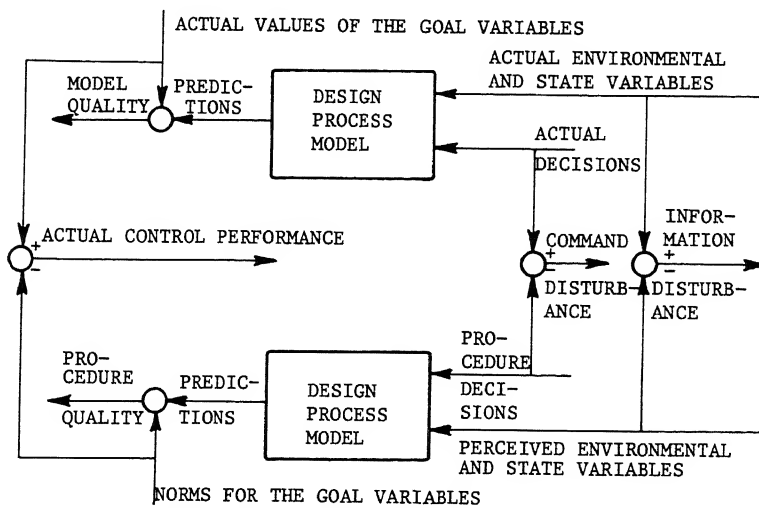 ACTUAL VALUES OF THE GOAL VARIABLES
ACTUAL ENVIRONMENTAL
AND STATE VARIABLES
MODEL
QUALITY
PREDIC-
TIONS
DESIGN
PROCESS
MODEL
ACTUAL
DECISIONS
+
-
ACTUAL CONTROL PERFORMANCE
COMMAND
+
-
DISTURB-
ANCE
INFOR-
MATION
+
-
DISTURB-
ANCE
PRO-
CEDURE
QUALITY
PREDIC-
TIONS
DESIGN
PROCESS
MODEL
PRO-
CEDURE
DECI-
SIONS
PERCEIVED ENVIRONMENTAL
AND STATE VARIABLES
NORMS FOR THE GOAL VARIABLES